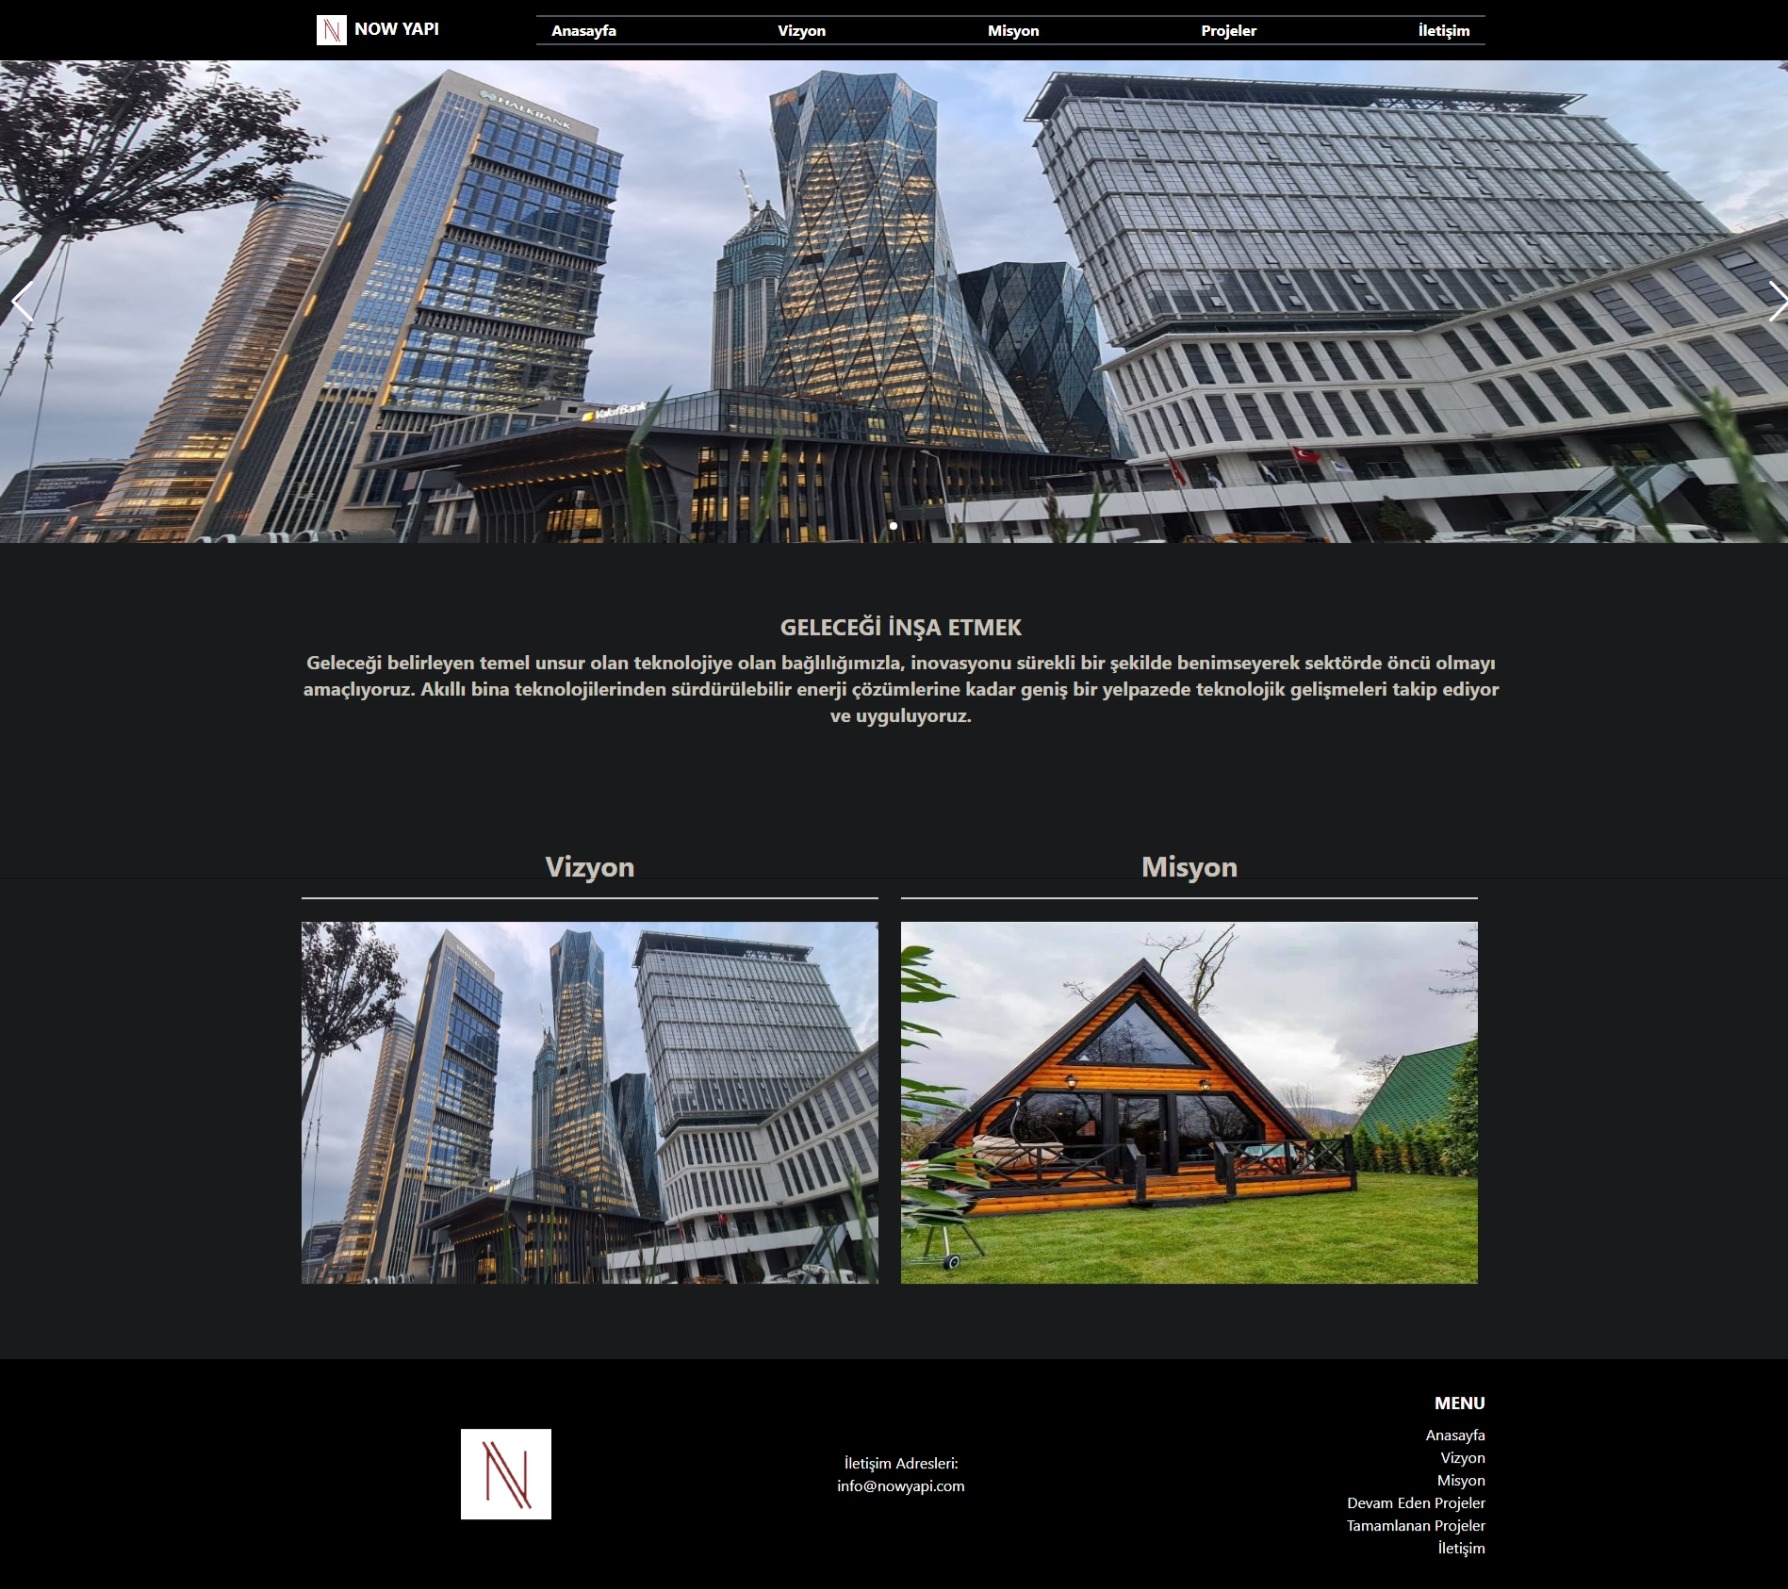 NOW YAPI
Anasayfa
Vizyon
Misyon
Projeler
İletişim
HALKBANK
VakıfBank
GELECEĞİ İNŞA ETMEK
Geleceği belirleyen temel unsur olan teknolojiye olan bağlılığımızla, inovasyonu sürekli bir şekilde benimseyerek sektörde öncü olmayı
amaçlıyoruz. Akıllı bina teknolojilerinden sürdürülebilir enerji çözümlerine kadar geniş bir yelpazede teknolojik gelişmeleri takip ediyor
ve uyguluyoruz.
Vizyon
Misyon
İletişim Adresleri:
info@nowyapi.com
MENU
Anasayfa
Vizyon
Misyon
Devam Eden Projeler
Tamamlanan Projeler
İletişim